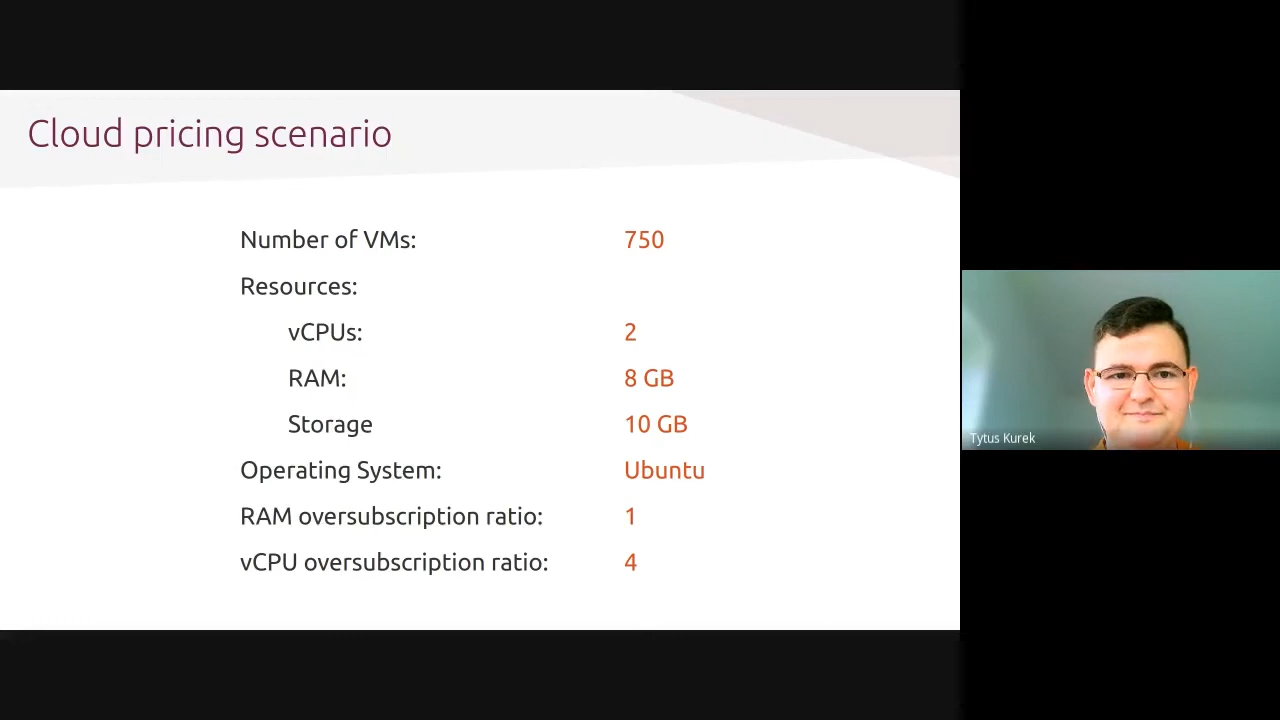 Cloud pricing scenario
Number of VMs: 750
Resources:
vCPUs: 2
RAM: 8 GB
Storage 10 GB
Operating System: Ubuntu
RAM oversubscription ratio: 1
vCPU oversubscription ratio: 4
Tytus Kurek